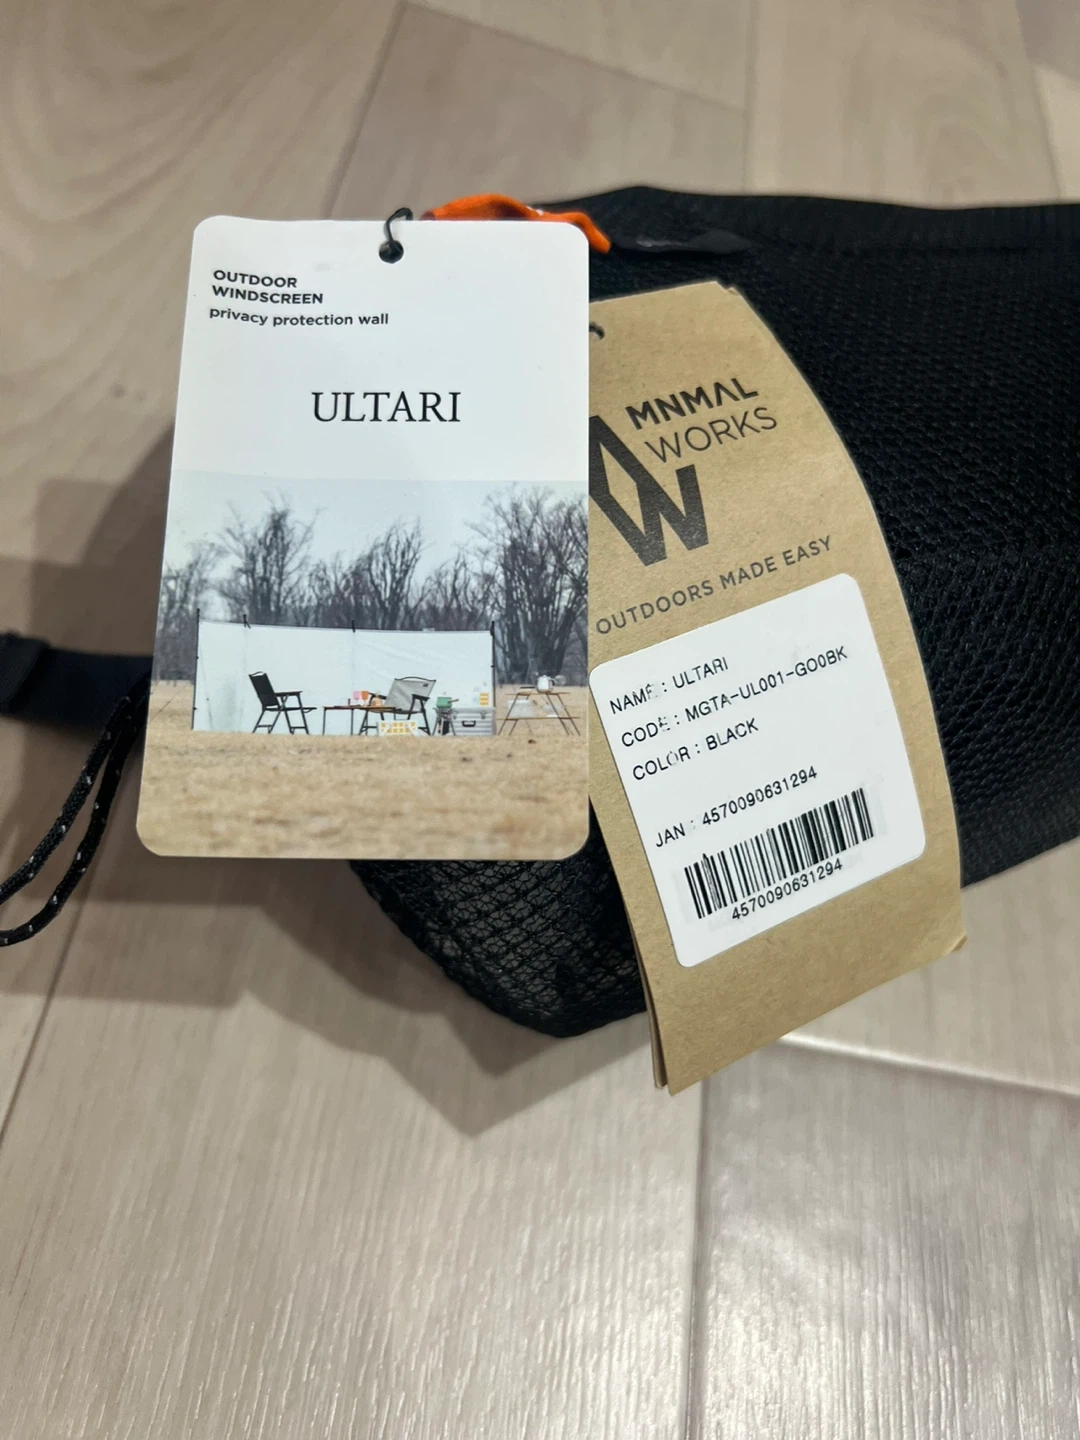 OUTDOOR
WINDSCREEN
privacy protection wall
ULTARI
MNMAL
WORKS
OUTDOORS MADE EASY
NAME : ULTARI
CODE : MGTA-UL001-GO0BK
COLOR : BLACK
JAN : 4570090631294
4570090631294